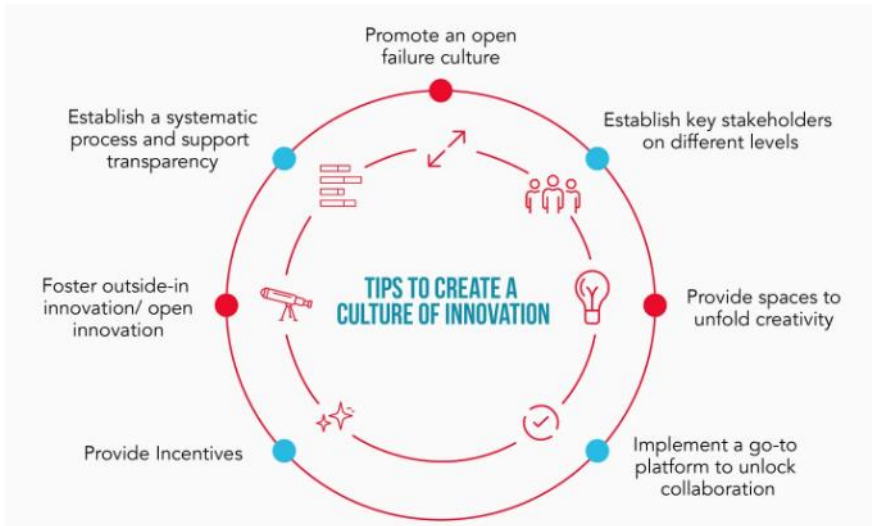 Promote an open
failure culture
Establish a systematic
process and support
transparency
Establish key stakeholders
on different levels
Foster outside-in
innovation/ open
innovation
TIPS TO CREATE A
CULTURE OF INNOVATION
Provide spaces to
unfold creativity
Provide Incentives
Implement a go-to
platform to unlock
collaboration